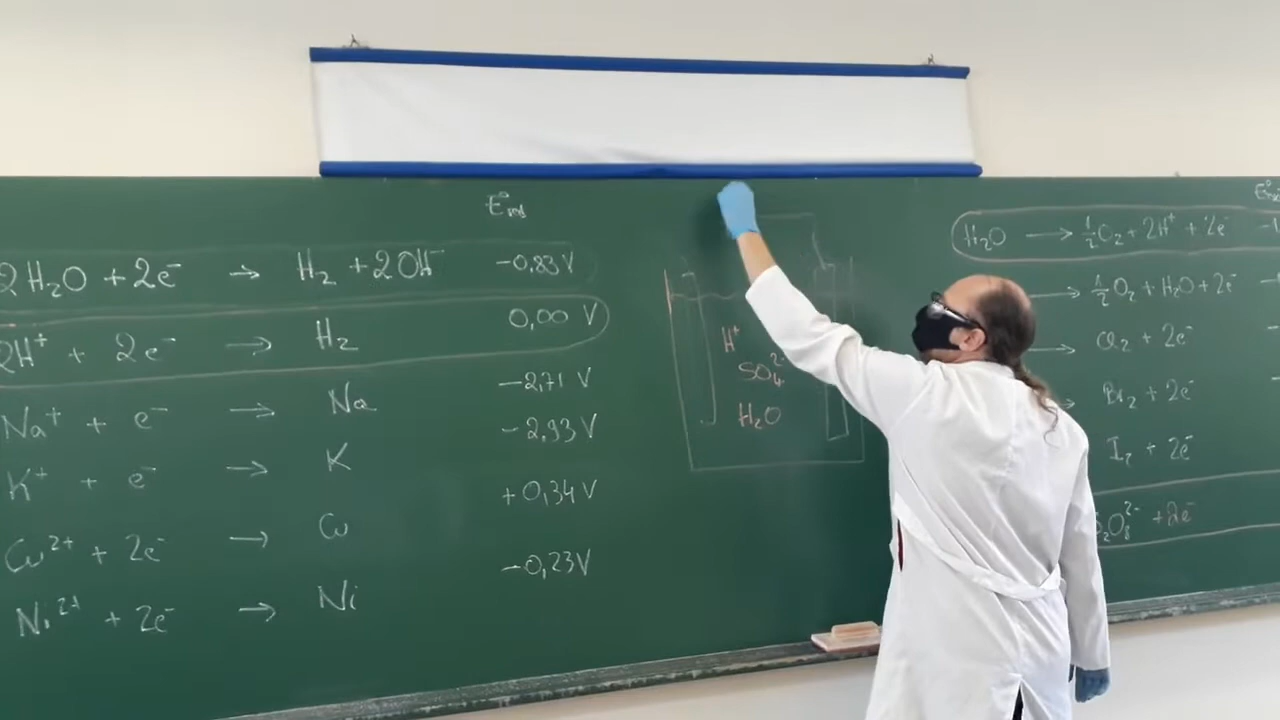 E°red
2H₂O + 2e⁻ → H₂ + 2OH⁻ -0,83 V
2H⁺ + 2e⁻ → H₂ 0,00 V
Na⁺ + e⁻ → Na -2,71 V
K⁺ + e⁻ → K -2,93 V
Cu²⁺ + 2e⁻ → Cu +0,34 V
Ni²⁺ + 2e⁻ → Ni -0,23 V
H⁺
SO₄²⁻
H₂O
H₂O → ½O₂ + 2H⁺ + 2e⁻
→ ½O₂ + H₂O + 2e⁻
→ Cl₂ + 2e⁻
→ Br₂ + 2e⁻
I₂ + 2e⁻
S₂O₈²⁻ + 2e⁻